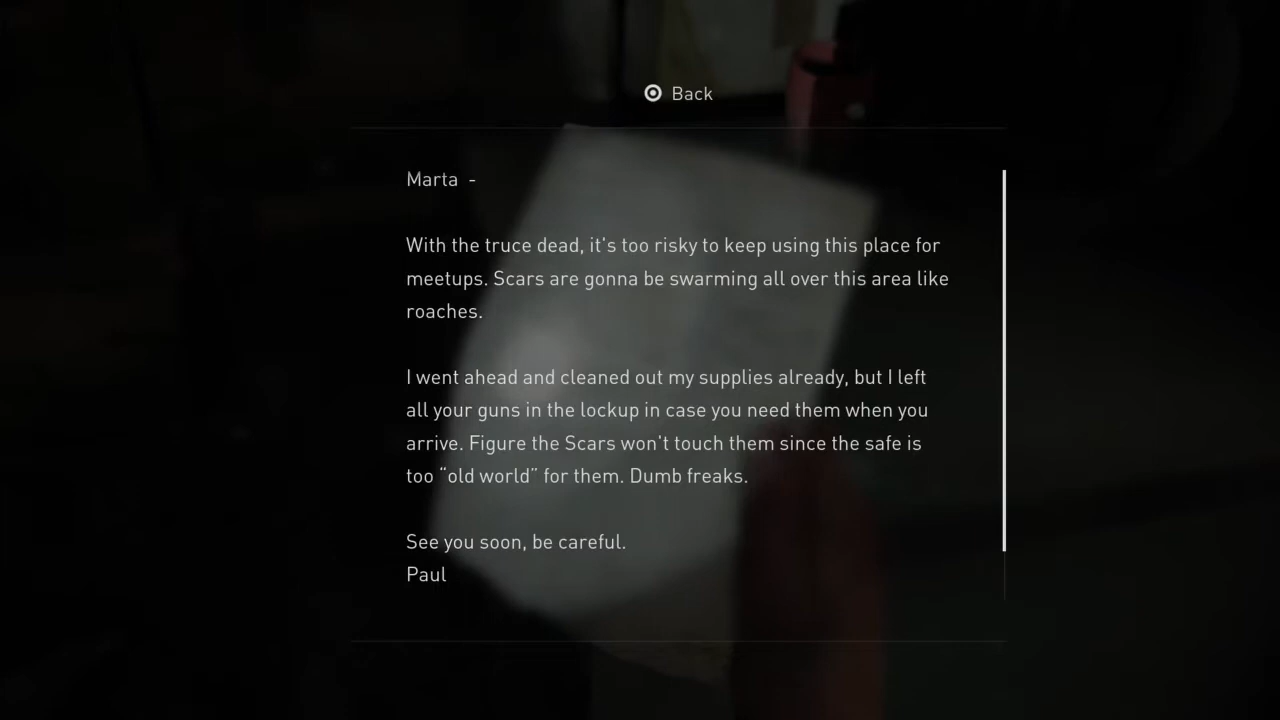 Back
Marta -
With the truce dead, it's too risky to keep using this place for
meetups. Scars are gonna be swarming all over this area like
roaches.
I went ahead and cleaned out my supplies already, but I left
all your guns in the lockup in case you need them when you
arrive. Figure the Scars won't touch them since the safe is
too “old world” for them. Dumb freaks.
See you soon, be careful.
Paul